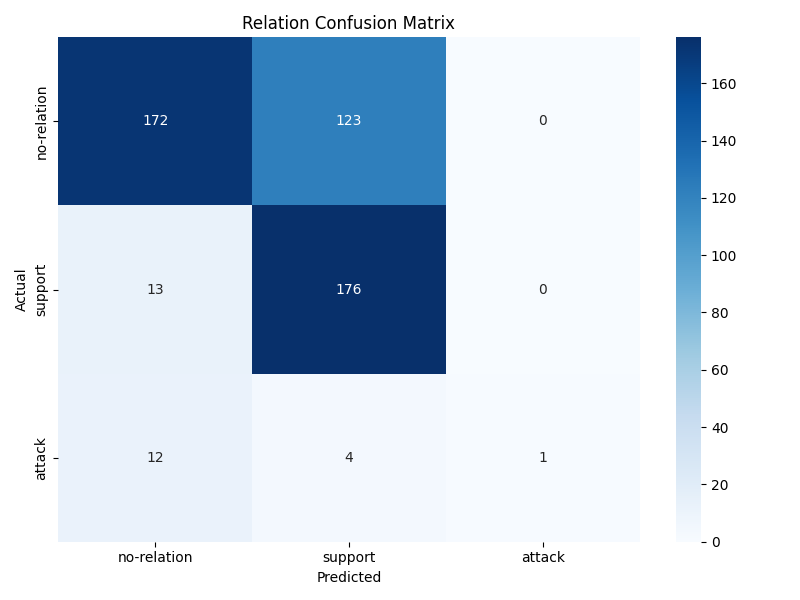 Relation Confusion Matrix
no-relation 172 123 0
support 13 176 0
attack 12 4 1
Actual
no-relation support attack
Predicted
160
140
120
100
80
60
40
20
0